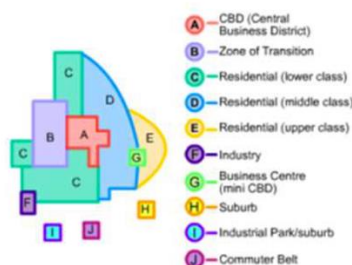 C
D
B
A
E
C
G
C
F
H
I
J
A CBD (Central
Business District)
B Zone of Transition
C Residential (lower class)
D Residential (middle class)
E Residential (upper class)
F Industry
G Business Centre
(mini CBD)
H Suburb
I Industrial Park/suburb
J Commuter Belt